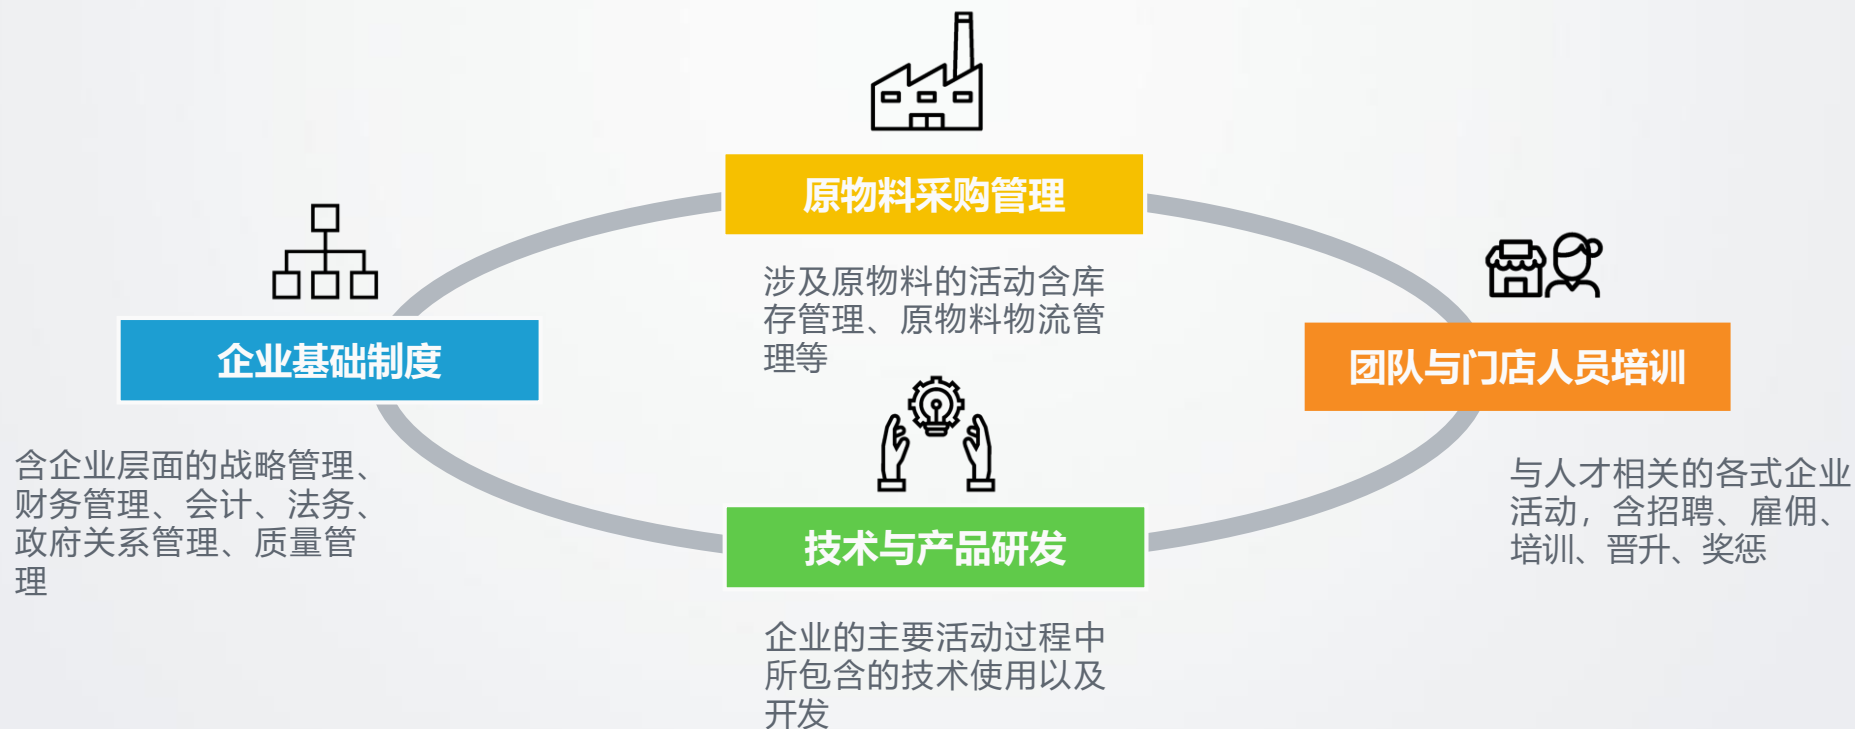 原物料采购管理
涉及原物料的活动含库
存管理、原物料物流管
理等
企业基础制度
含企业层面的战略管理、
财务管理、会计、法务、
政府关系管理、质量管
理
团队与门店人员培训
与人才相关的各式企业
活动，含招聘、雇佣、
培训、晋升、奖惩
技术与产品研发
企业的主要活动过程中
所包含的技术使用以及
开发